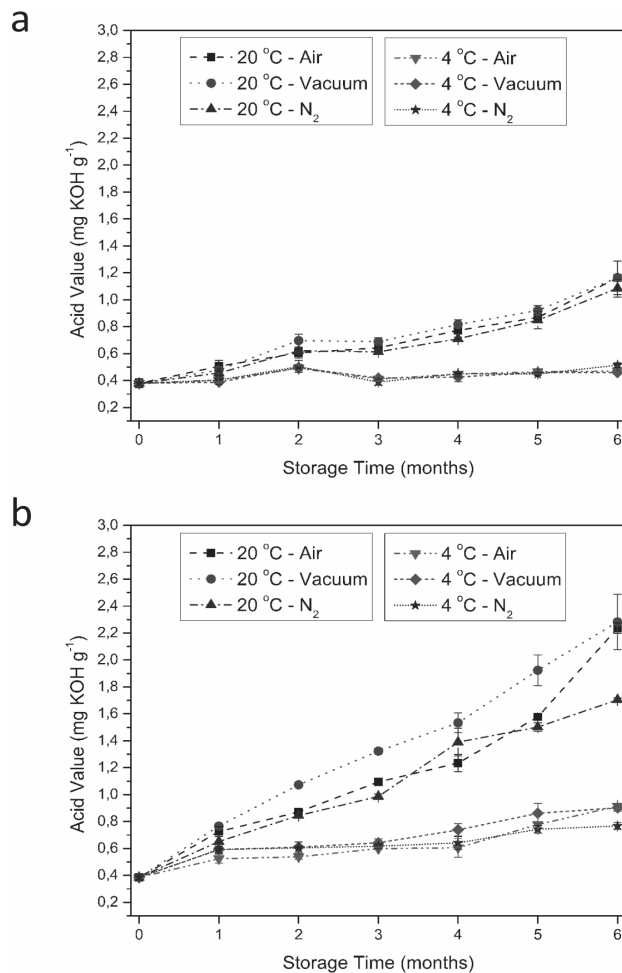 a
3,0
2,8
2,6
2,4
2,2
2,0
1,8
1,6
1,4
1,2
1,0
0,8
0,6
0,4
0,2
Acid Value (mg KOH g⁻¹)
20 °C - Air
20 °C - Vacuum
20 °C - N₂
4 °C - Air
4 °C - Vacuum
4 °C - N₂
0 1 2 3 4 5 6
Storage Time (months)
b
3,0
2,8
2,6
2,4
2,2
2,0
1,8
1,6
1,4
1,2
1,0
0,8
0,6
0,4
0,2
Acid Value (mg KOH g⁻¹)
20 °C - Air
20 °C - Vacuum
20 °C - N₂
4 °C - Air
4 °C - Vacuum
4 °C - N₂
0 1 2 3 4 5 6
Storage Time (months)